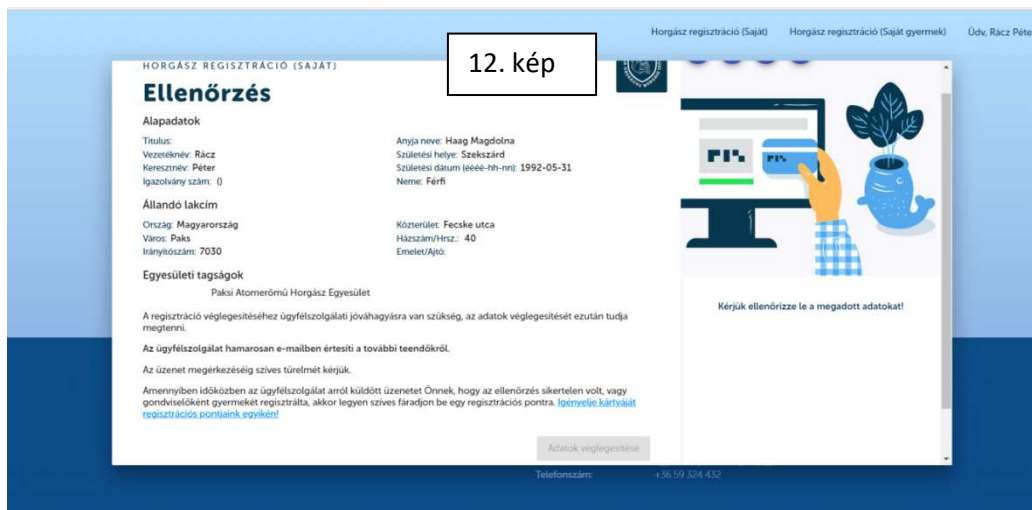 Horgász regisztráció (Saját) Horgász regisztráció (Saját gyermek) Üdv, Rácz Péte
12. kép
HORGÁSZ REGISZTRÁCIÓ (SAJÁT)
Ellenőrzés
Alapadatok
Titulus:
Vezetéknév: Rácz
Keresztnév: Péter
Igazolvány szám: ()
Anyja neve: Haag Magdolna
Születési helye: Szekszárd
Születési dátum (éééé-hh-nn): 1992-05-31
Neme: Férfi
Állandó lakcím
Ország: Magyarország
Város: Paks
Irányítószám: 7030
Közterület: Fecske utca
Házszám/Hrsz.: 40
Emelet/Ajtó:
Egyesületi tagságok
Paksi Atomerőmű Horgász Egyesület
A regisztráció véglegesítéséhez ügyfélszolgálati jóváhagyásra van szükség, az adatok véglegesítését ezután tudja
megtenni.
Az ügyfélszolgálat hamarosan e-mailben értesíti a további teendőkről.
Az üzenet megérkezéséig szíves türelmét kérjük.
Amennyiben időközben az ügyfélszolgálat arról küldött üzenetet Önnek, hogy az ellenőrzés sikertelen volt, vagy
gondviselőként gyermekét regisztrálta, akkor legyen szíves fáradjon be egy regisztrációs pontra. Igényelje kártyáját
regisztrációs pontjaink egyikén!
Adatok véglegesítése
Kérjük ellenőrizze le a megadott adatokat!
Telefonszám: +36 59 324 432